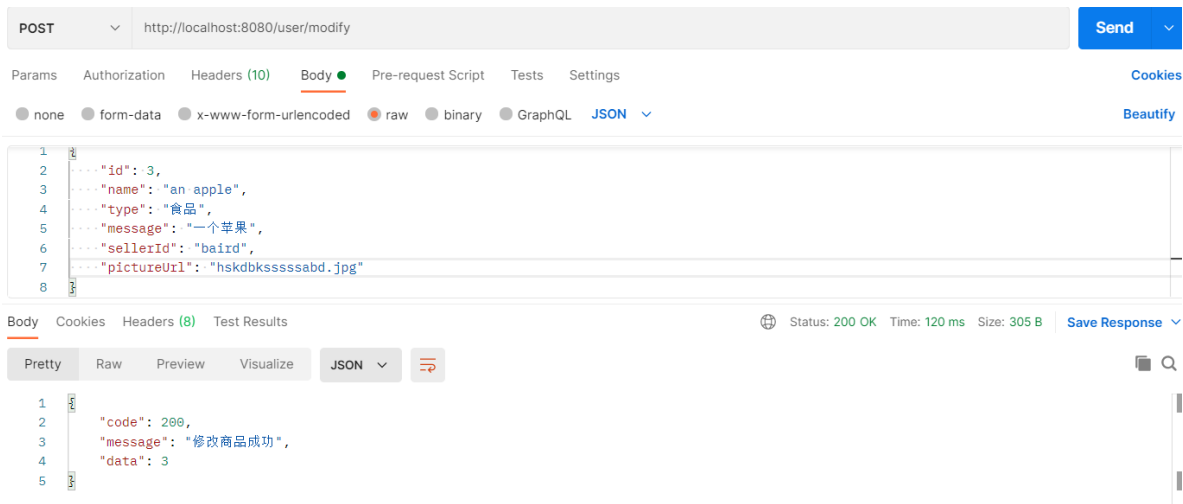 POST http://localhost:8080/user/modify Send
Params Authorization Headers (10) Body Pre-request Script Tests Settings Cookies
none form-data x-www-form-urlencoded raw binary GraphQL JSON Beautify
1 {
2 "id": 3,
3 "name": "an apple",
4 "type": "食品",
5 "message": "一个苹果",
6 "sellerId": "baird",
7 "pictureUrl": "hskdbksssssabd.jpg"
8 }
Body Cookies Headers (8) Test Results Status: 200 OK Time: 120 ms Size: 305 B Save Response
Pretty Raw Preview Visualize JSON
1 {
2 "code": 200,
3 "message": "修改商品成功",
4 "data": 3
5 }